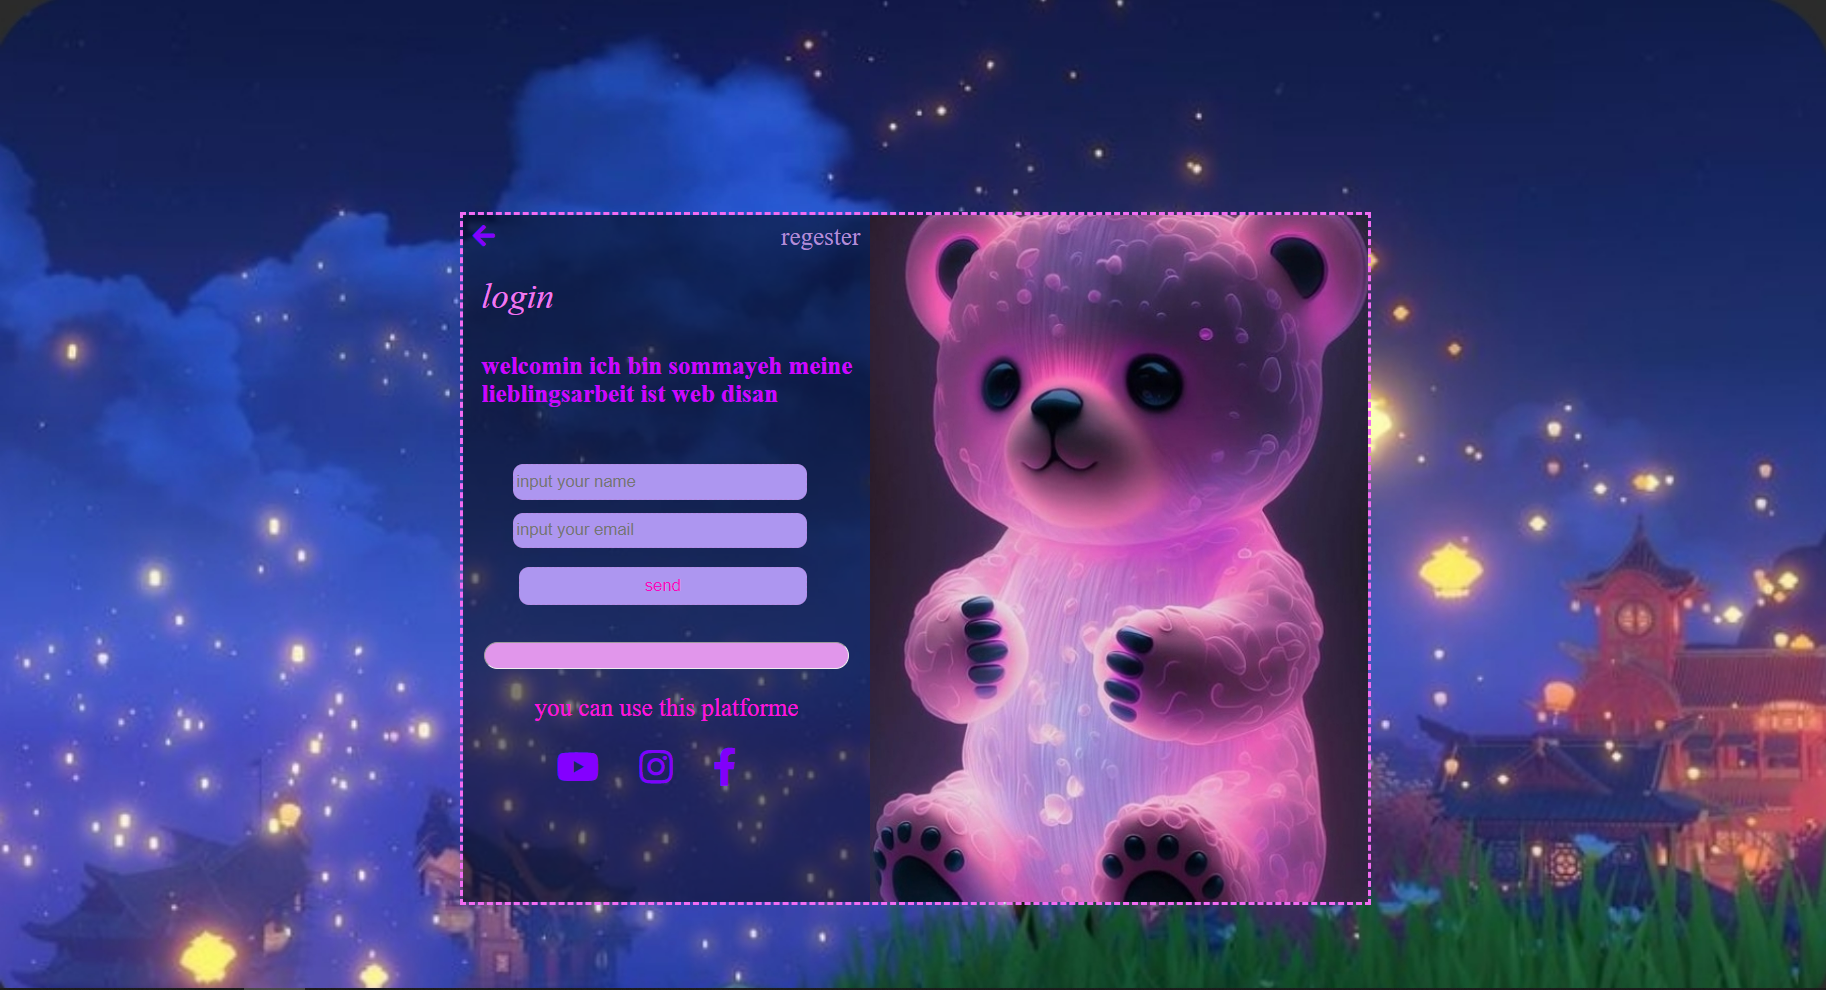 regester
login
welcomin ich bin sommayeh meine
lieblingsarbeit ist web disan
input your name
input your email
send
you can use this platforme